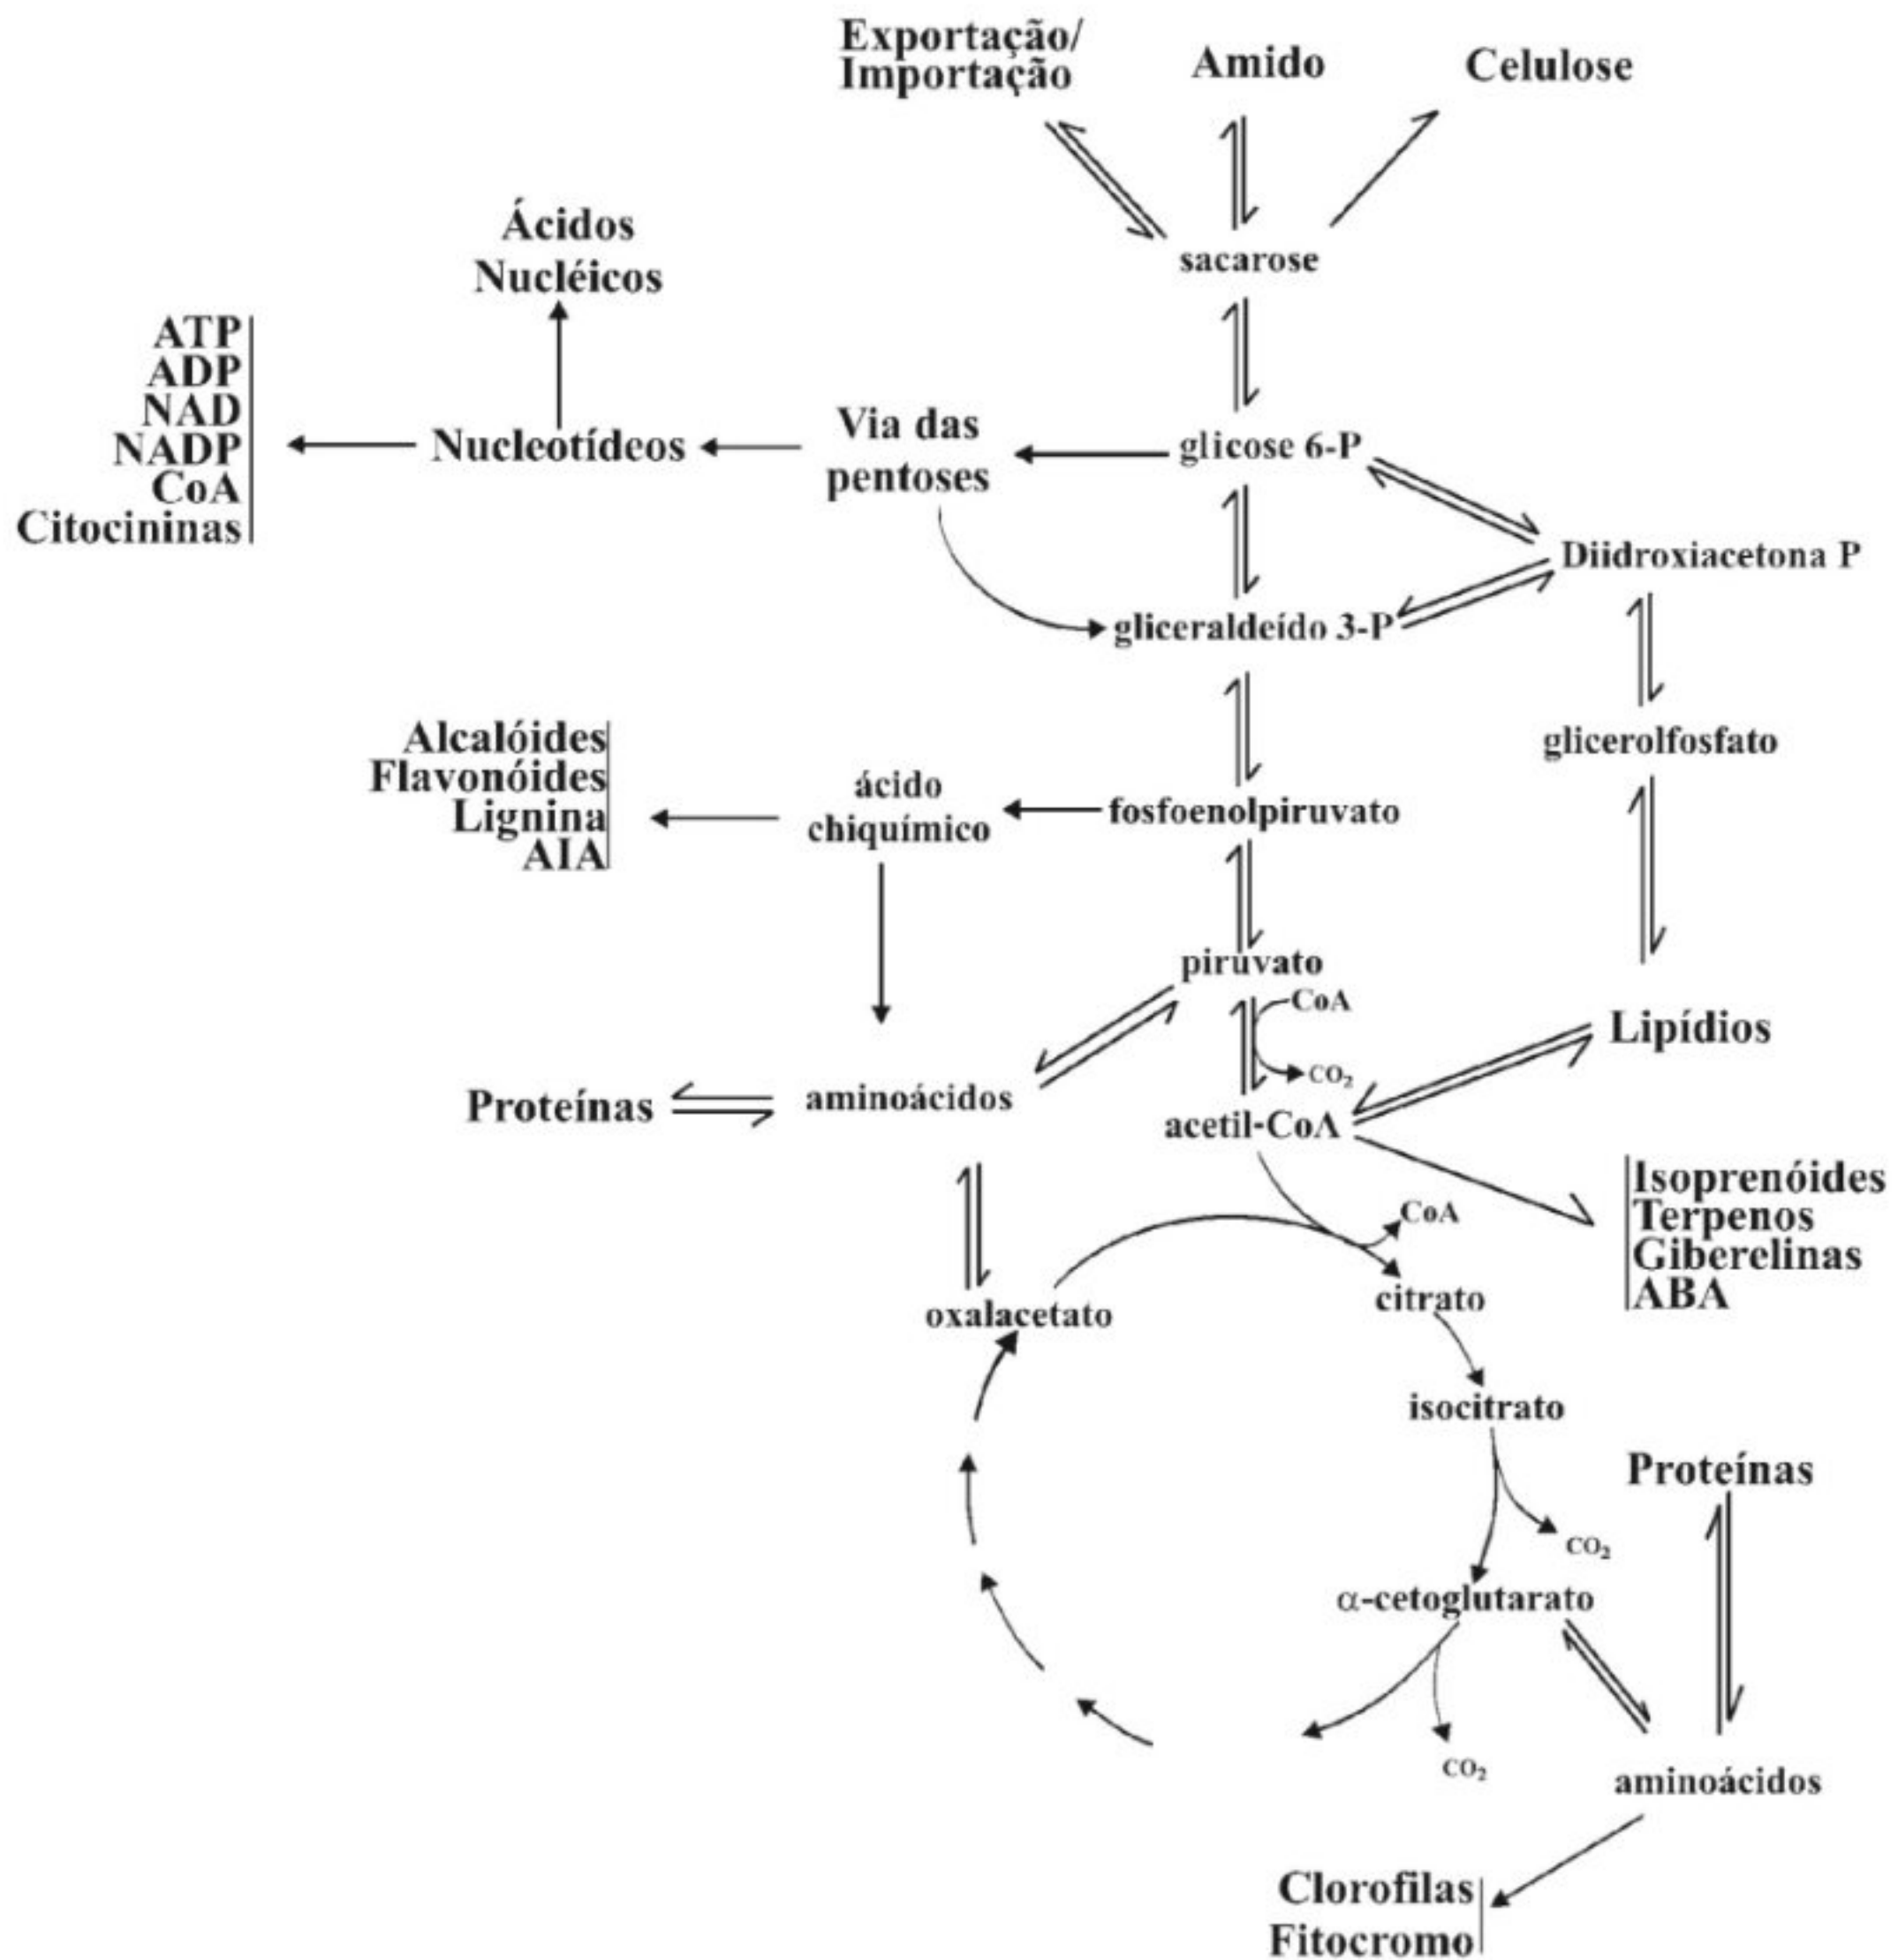 Exportação/
Importação
Amido
Celulose
sacarose
Ácidos
Nucléicos
ATP
ADP
NAD
NADP
CoA
Citocininas
Nucleotídeos
Via das
pentoses
glicose 6-P
Diidroxiacetona P
gliceraldeído 3-P
glicerolfosfato
Alcalóides
Flavonóides
Lignina
AIA
ácido
chiquímico
fosfoenolpiruvato
piruvato
CoA
CO₂
Lipídios
Proteínas
aminoácidos
acetil-CoA
Isoprenóides
Terpenos
Giberelinas
ABA
CoA
oxalacetato
citrato
isocitrato
Proteínas
CO₂
α-cetoglutarato
CO₂
aminoácidos
Clorofilas
Fitocromo